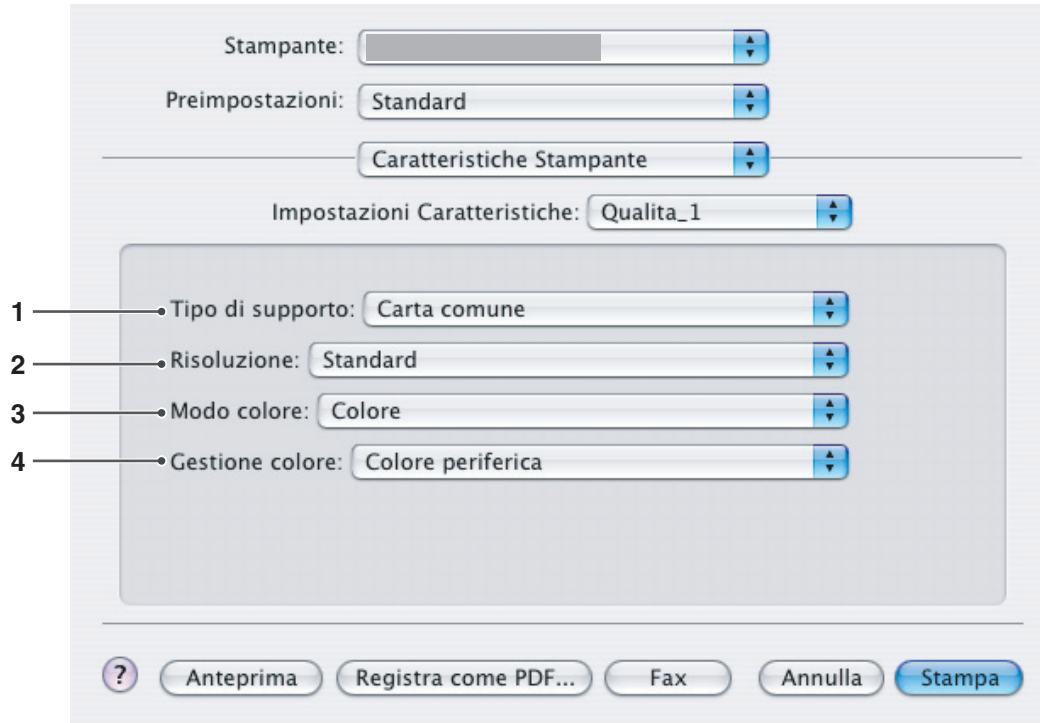 Stampante:
Preimpostazioni: Standard
Caratteristiche Stampante
Impostazioni Caratteristiche: Qualita_1
1 Tipo di supporto: Carta comune
2 Risoluzione: Standard
3 Modo colore: Colore
4 Gestione colore: Colore periferica
? Anteprima Registra come PDF... Fax Annulla Stampa